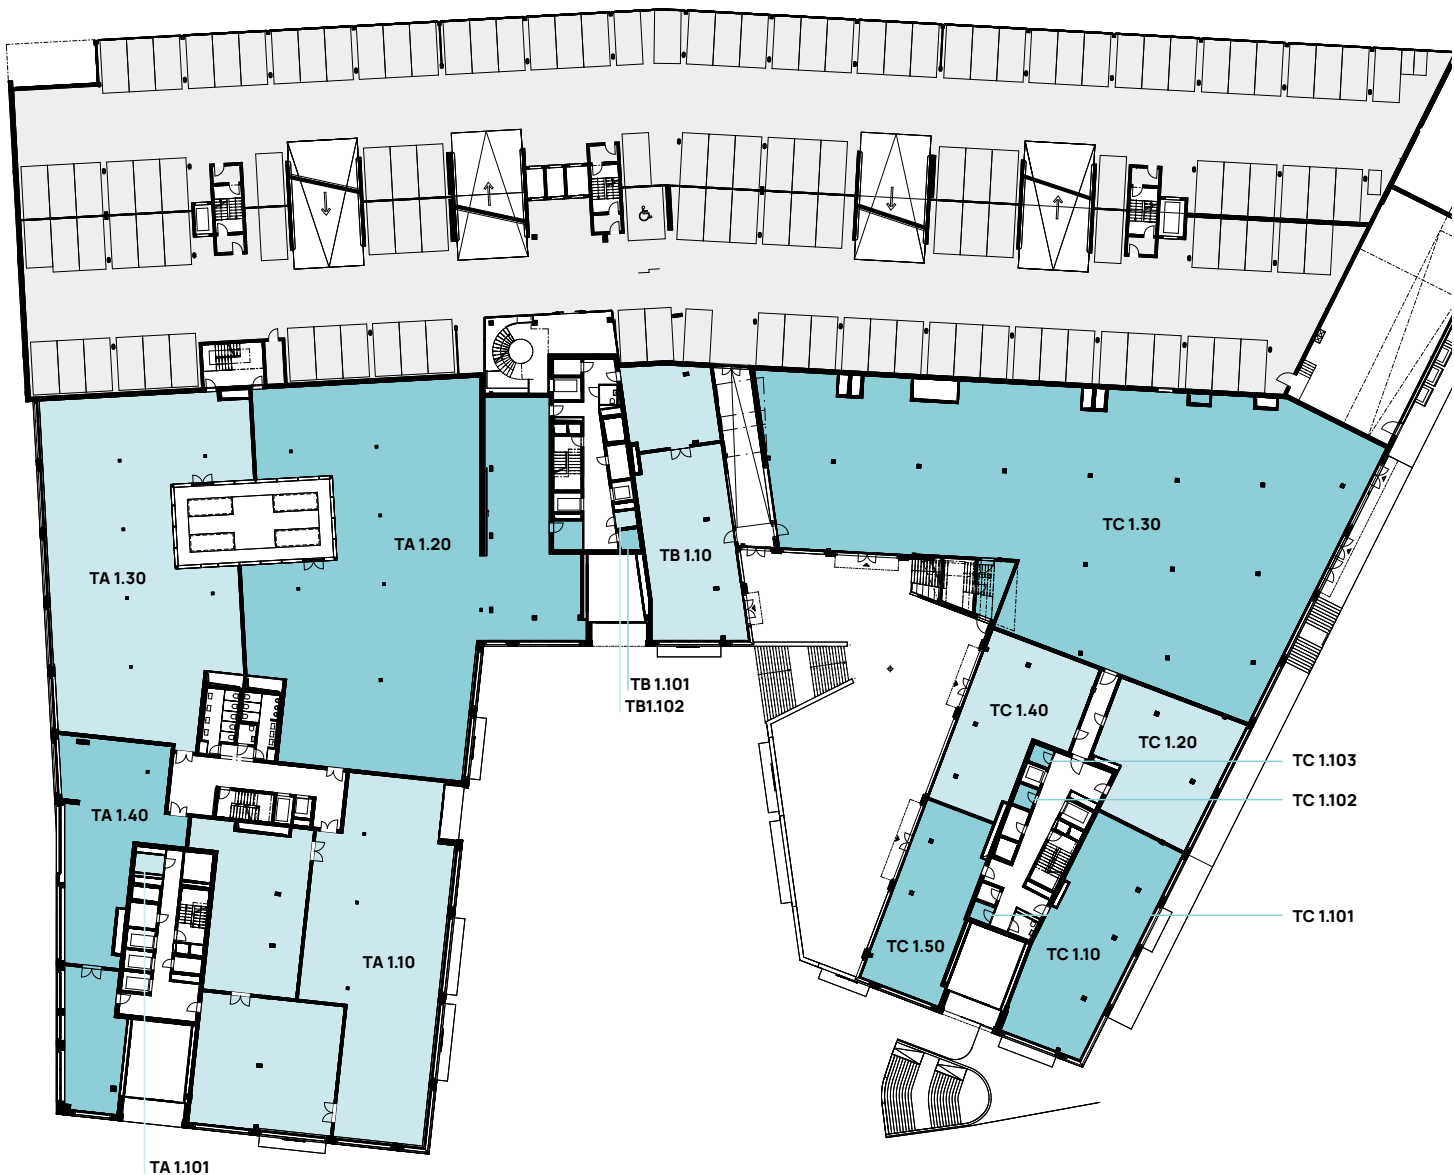 TC 1.30
TA 1.20
TB 1.10
TA 1.30
TB 1.101
TB1.102
TC 1.40
TC 1.20
TC 1.103
TC 1.102
TA 1.40
TC 1.101
TC 1.50
TC 1.10
TA 1.10
TA 1.101